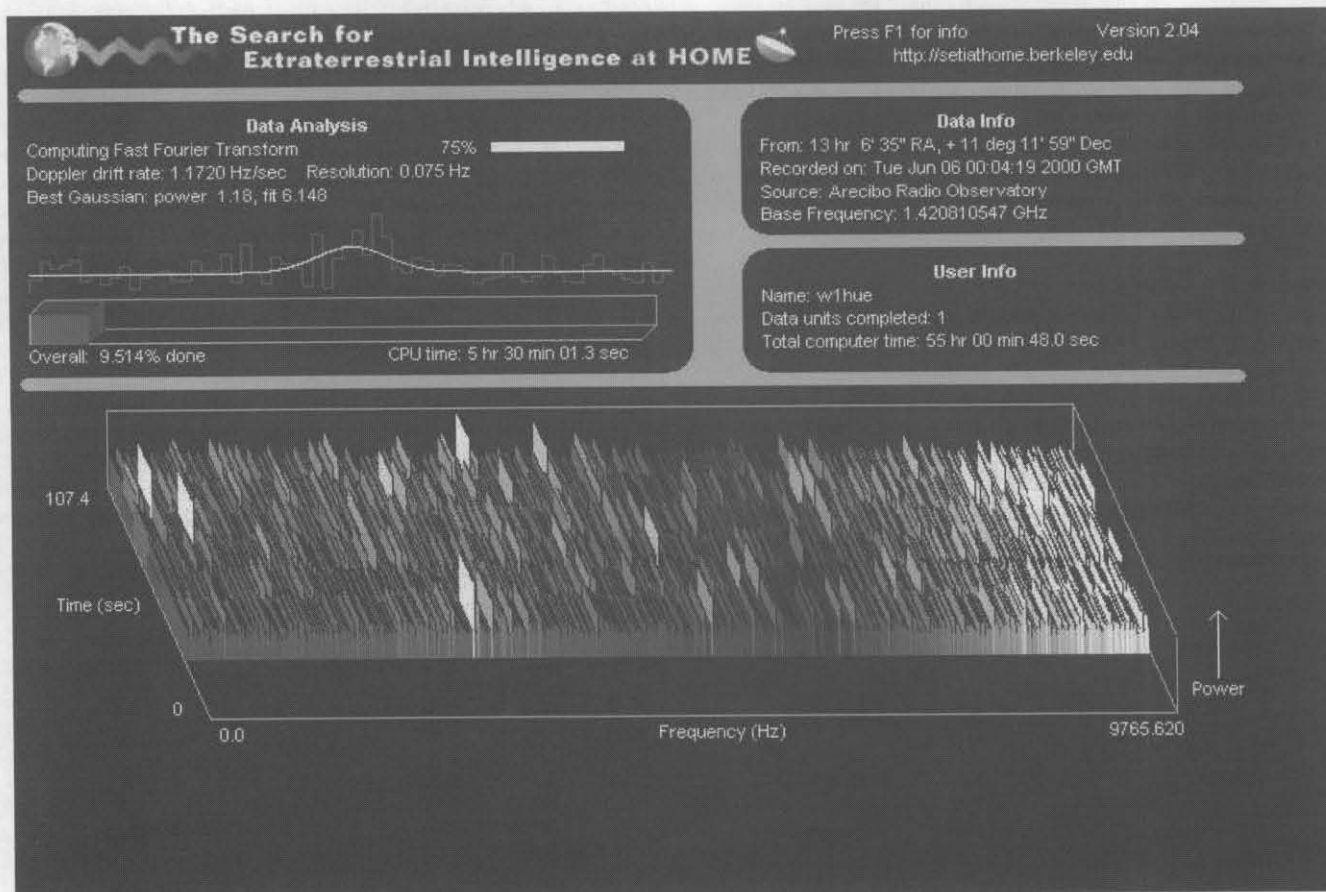 The Search for
Extraterrestrial Intelligence at HOME
Press F1 for info Version 2.04
http://setiathome.berkeley.edu
Data Analysis
Computing Fast Fourier Transform 75%
Doppler drift rate: 1.1720 Hz/sec Resolution: 0.075 Hz
Best Gaussian: power 1.18, fit 6.148
Overall: 9.514% done CPU time: 5 hr 30 min 01.3 sec
Data Info
From: 13 hr 6' 35" RA, + 11 deg 11' 59" Dec
Recorded on: Tue Jun 06 00:04:19 2000 GMT
Source: Arecibo Radio Observatory
Base Frequency: 1.420810547 GHz
User Info
Name: w1hue
Data units completed: 1
Total computer time: 55 hr 00 min 48.0 sec
107.4
Time (sec)
0
0.0
Frequency (Hz)
9765.620
Power